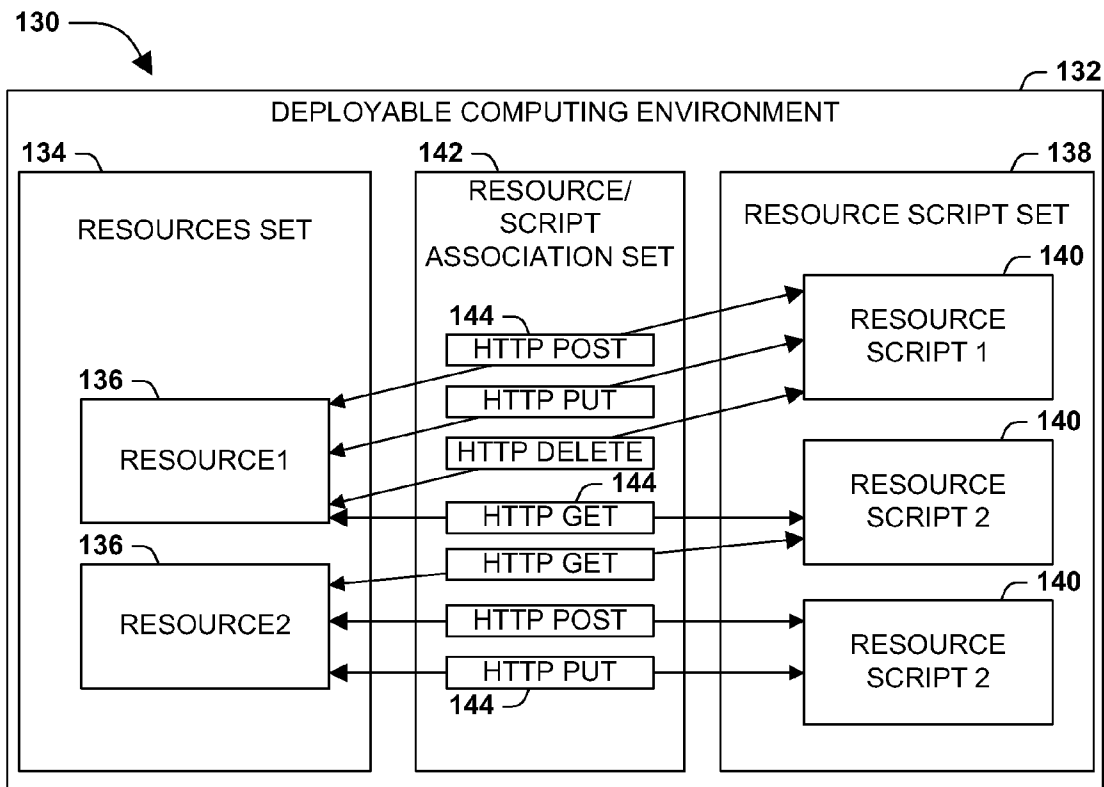 130
132
DEPLOYABLE COMPUTING ENVIRONMENT
134
RESOURCES SET
136
RESOURCE1
136
RESOURCE2
142
RESOURCE/
SCRIPT
ASSOCIATION SET
144
HTTP POST
HTTP PUT
HTTP DELETE
144
HTTP GET
HTTP GET
HTTP POST
HTTP PUT
144
138
RESOURCE SCRIPT SET
140
RESOURCE
SCRIPT 1
140
RESOURCE
SCRIPT 2
140
RESOURCE
SCRIPT 2